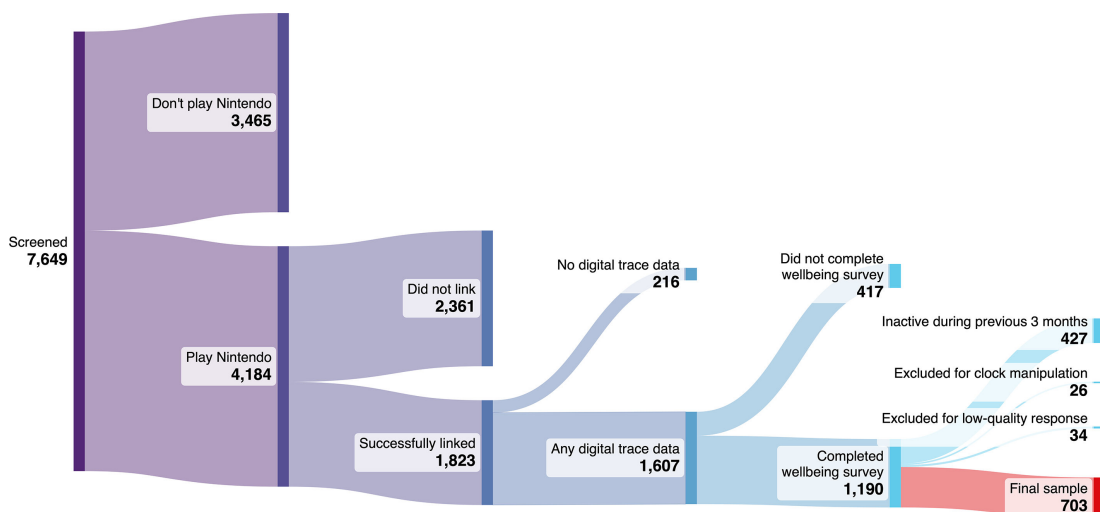 Screened
7,649
Don't play Nintendo
3,465
Play Nintendo
4,184
Did not link
2,361
Successfully linked
1,823
No digital trace data
216
Any digital trace data
1,607
Did not complete
wellbeing survey
417
Completed
wellbeing survey
1,190
Inactive during previous 3 months
427
Excluded for clock manipulation
26
Excluded for low-quality response
34
Final sample
703